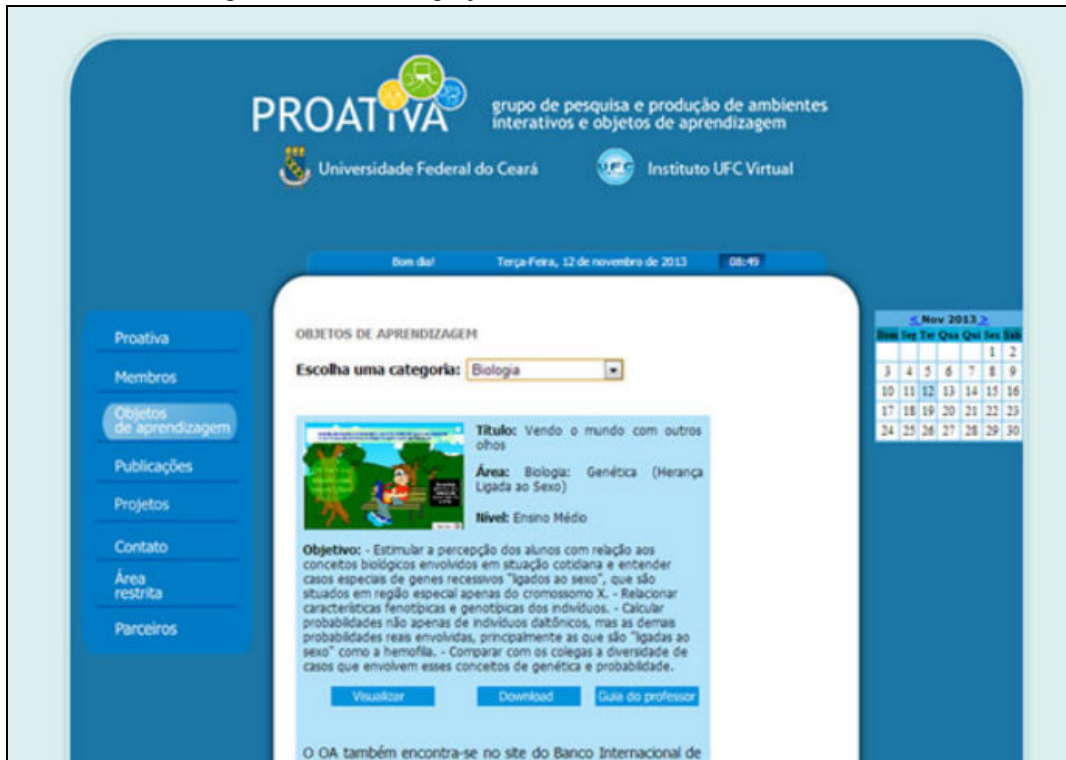 PROATIVA
grupo de pesquisa e produção de ambientes
interativos e objetos de aprendizagem
Universidade Federal do Ceará
UFC
Instituto UFC Virtual
Bom dia!
Terça-Feira, 12 de novembro de 2013
08:49
Proativa
Membros
Objetos
de aprendizagem
Publicações
Projetos
Contato
Área
restrita
Parceiros
OBJETOS DE APRENDIZAGEM
Escolha uma categoria: Biologia
Título: Vendo o mundo com outros
olhos
Área: Biologia: Genética (Herança
Ligada ao Sexo)
Nível: Ensino Médio
Objetivo: - Estimular a percepção dos alunos com relação aos
conceitos biológicos envolvidos em situação cotidiana e entender
casos especiais de genes recessivos "ligados ao sexo", que são
situados em região especial apenas do cromossomo X. - Relacionar
características fenotípicas e genotípicas dos indivíduos. - Calcular
probabilidades não apenas de indivíduos daltônicos, mas as demais
probabilidades reais envolvidas, principalmente as que são "ligadas ao
sexo" como a hemofilia. - Comparar com os colegas a diversidade de
casos que envolvem esses conceitos de genética e probabilidade.
Visualizar
Download
Guia do professor
O OA também encontra-se no site do Banco Internacional de
< Nov 2013 >
Dom Seg Ter Qua Qui Sex Sáb
1 2
3 4 5 6 7 8 9
10 11 12 13 14 15 16
17 18 19 20 21 22 23
24 25 26 27 28 29 30